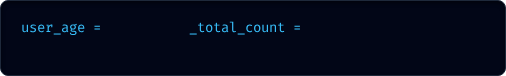 user_age = _total_count =